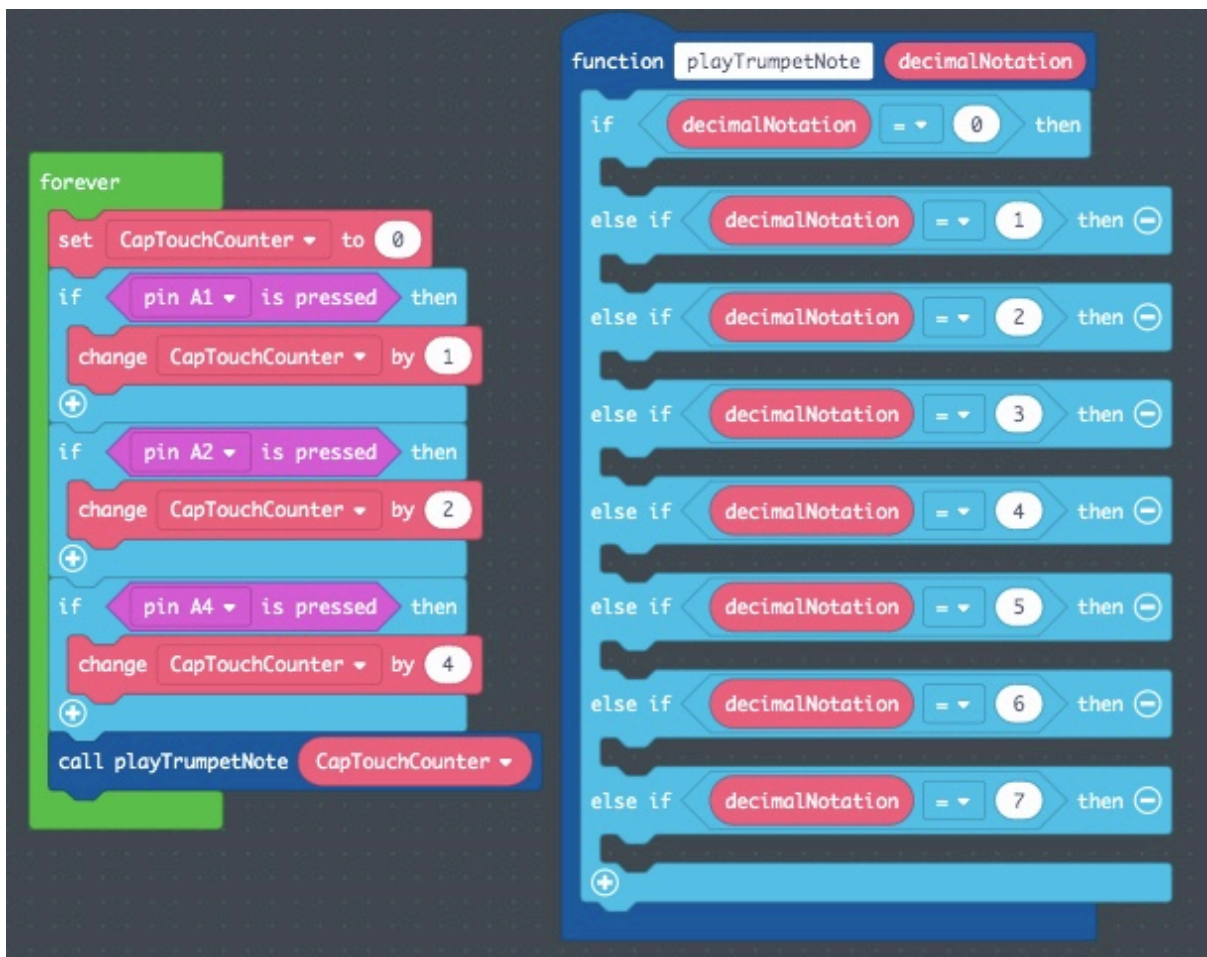 forever
set CapTouchCounter to 0
if pin A1 is pressed then
change CapTouchCounter by 1
if pin A2 is pressed then
change CapTouchCounter by 2
if pin A4 is pressed then
change CapTouchCounter by 4
call playTrumpetNote CapTouchCounter
function playTrumpetNote decimalNotation
if decimalNotation = 0 then
else if decimalNotation = 1 then
else if decimalNotation = 2 then
else if decimalNotation = 3 then
else if decimalNotation = 4 then
else if decimalNotation = 5 then
else if decimalNotation = 6 then
else if decimalNotation = 7 then